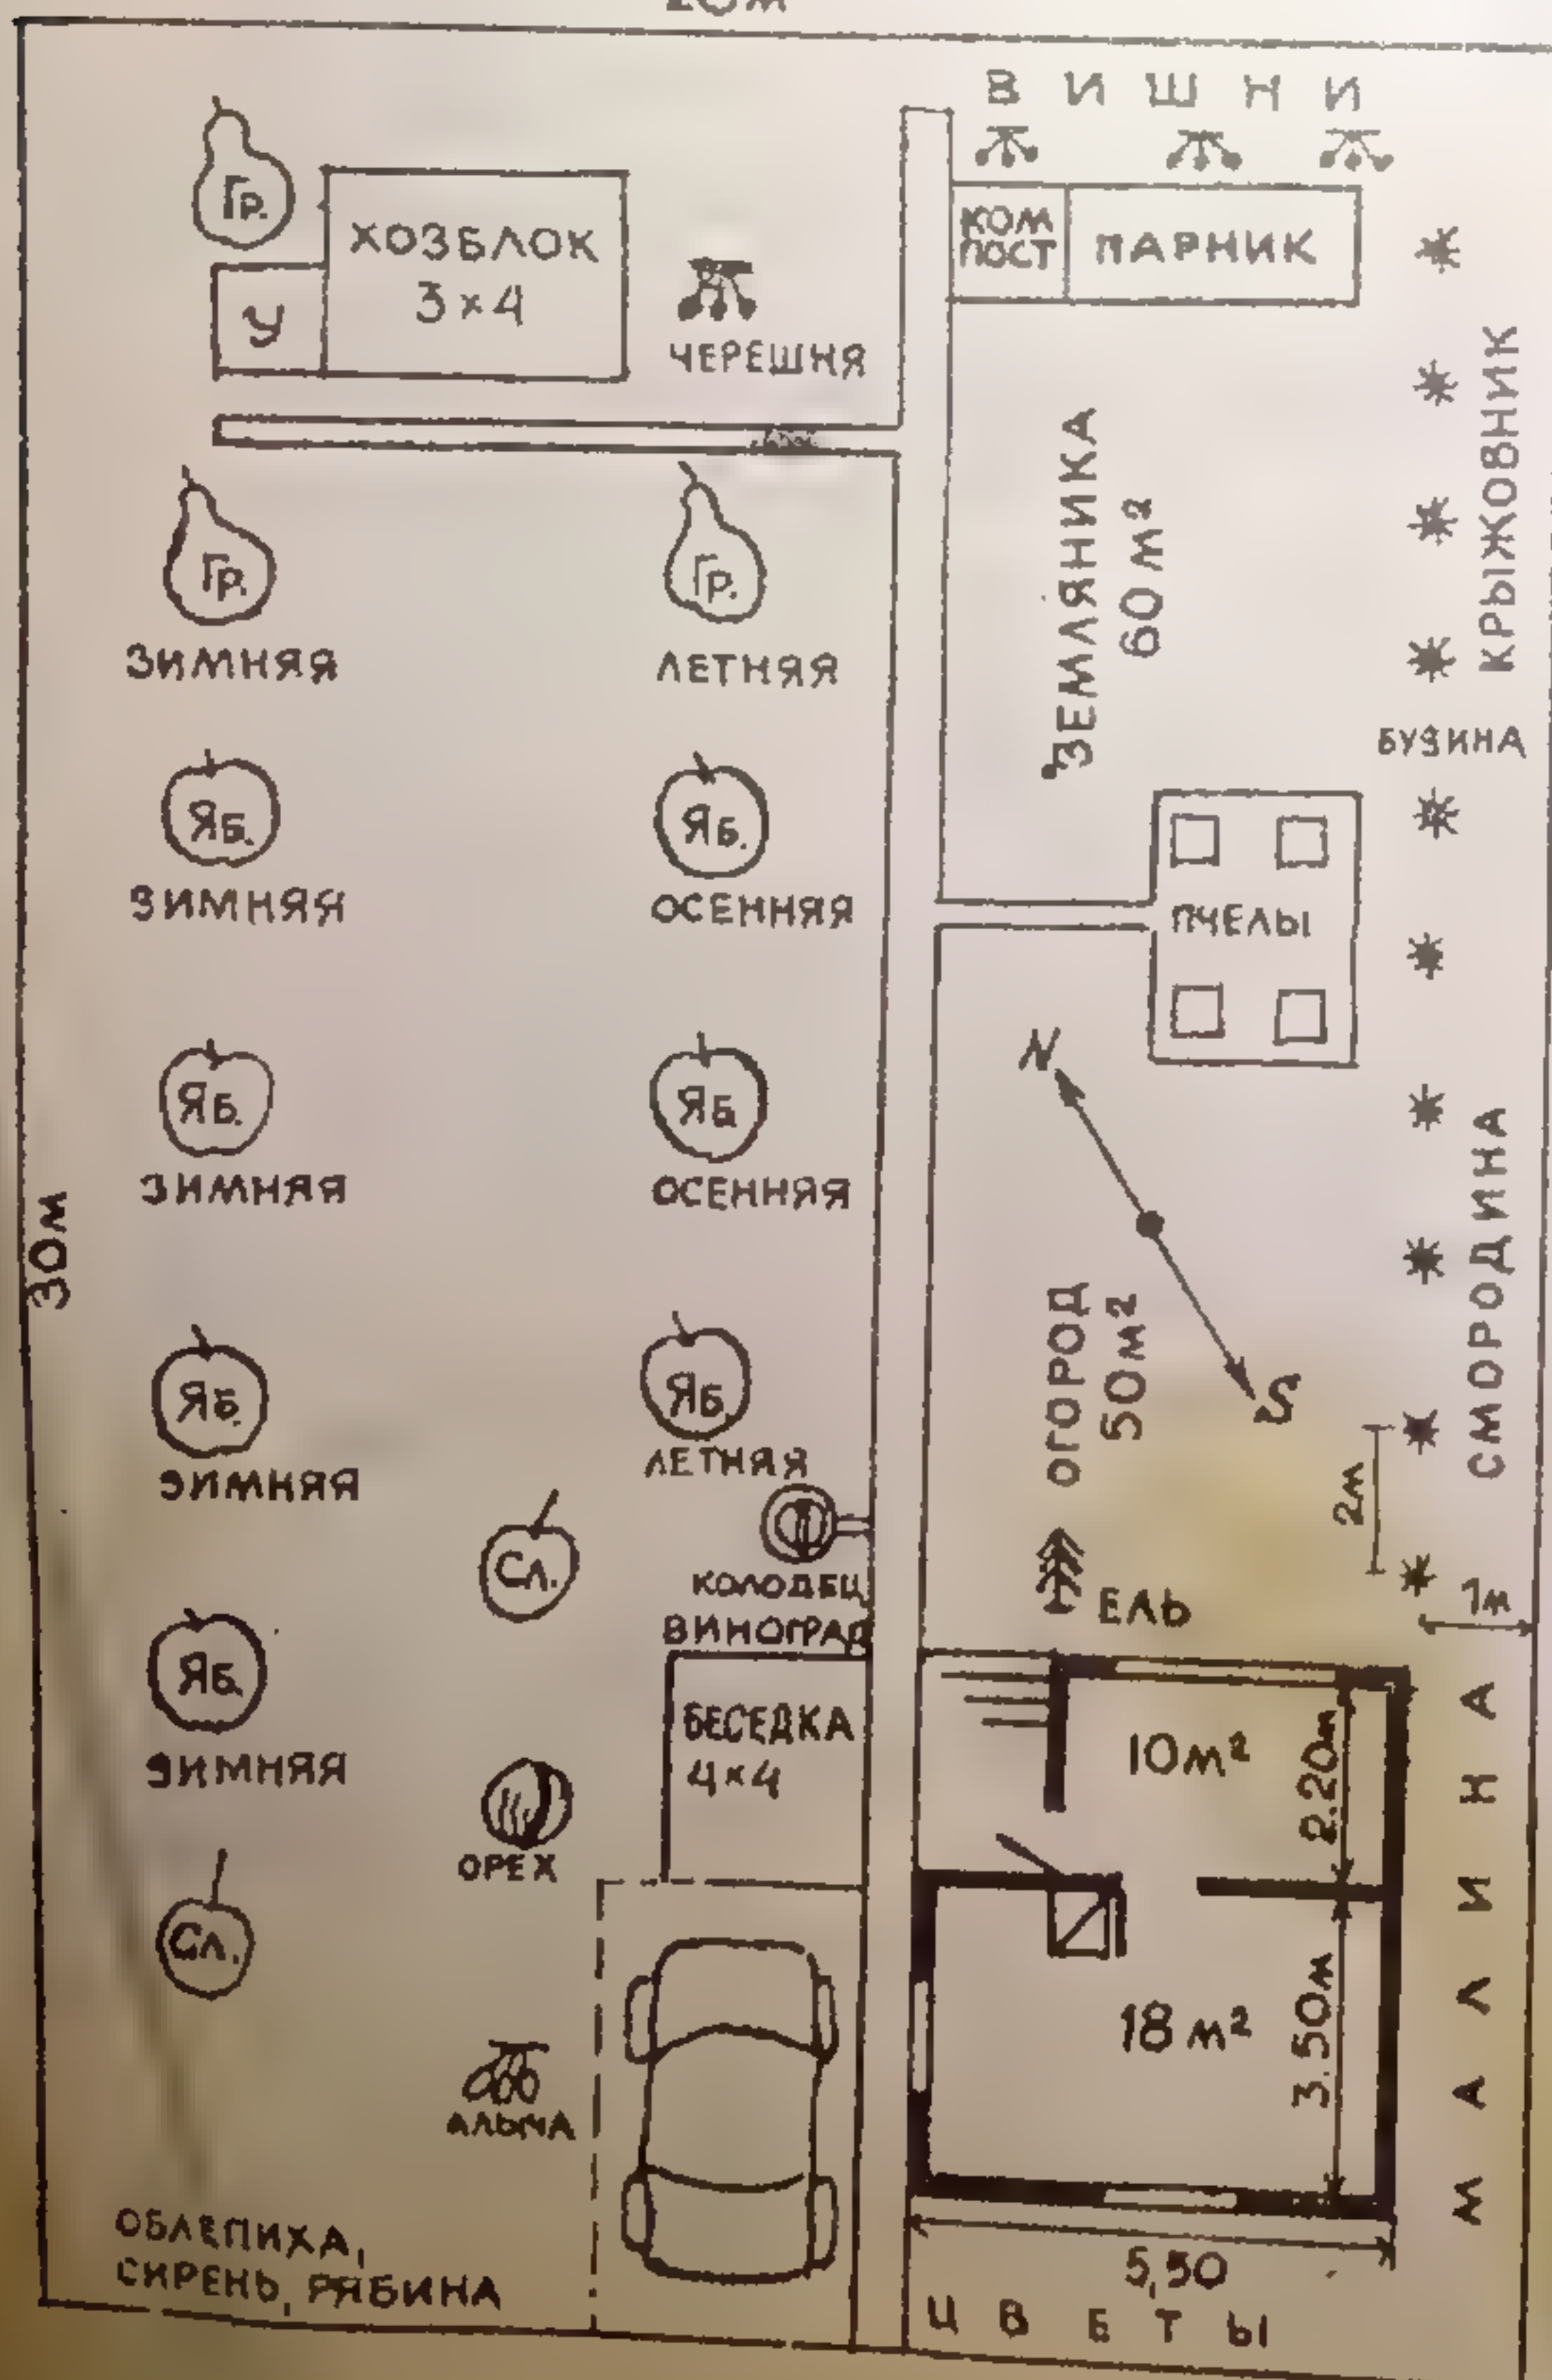 20м
ВИШНИ
Гр.
ХОЗБЛОК
3×4
У
КОМ
ПОСТ
ПАРНИК
ЧЕРЕШНЯ
КРЫЖОВНИК
ЗЕМЛЯНИКА
60 м²
Гр.
ЗИМНЯЯ
Гр.
ЛЕТНЯЯ
БУЗИНА
Яб.
ЗИМНЯЯ
Яб.
ОСЕННЯЯ
ПЧЕЛЫ
N
S
Яб.
ЗИМНЯЯ
Яб
ОСЕННЯЯ
30м
СМОРОДИНА
ОГОРОД
50м²
Яб.
ЗИМНЯЯ
Яб.
ЛЕТНЯЯ
2м
1м
Сл.
КОЛОДЕЦ
ВИНОГРАД
ЕЛЬ
Яб.
ЗИМНЯЯ
БЕСЕДКА
4×4
ОРЕХ
10м²
2.20м
МАЛИНА
Сл.
18 м²
3.50м
АЛЫЧА
ОБЛЕПИХА,
СИРЕНЬ, РЯБИНА
5,50
ЦВЕТЫ